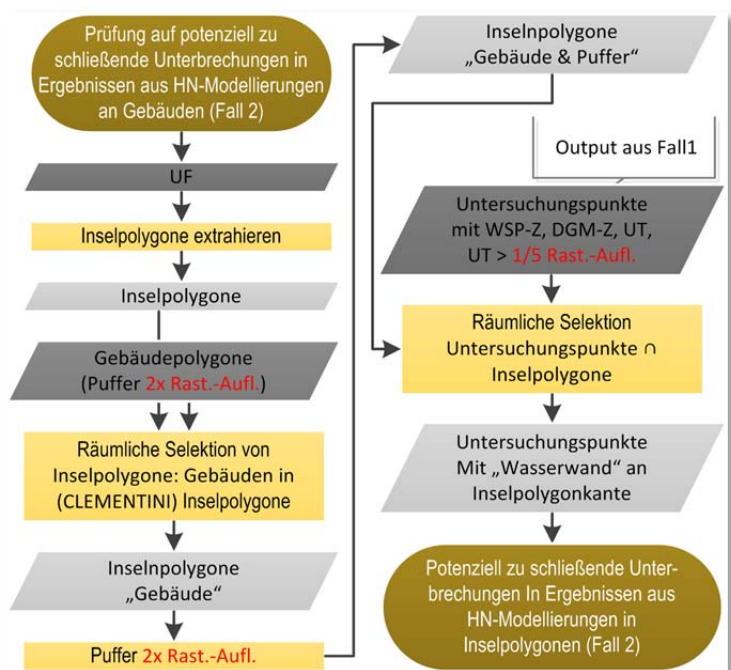 Prüfung auf potenziell zu
schließende Unterbrechungen in
Ergebnissen aus HN-Modellierungen
an Gebäuden (Fall 2)
UF
Inselpolygone extrahieren
Inselpolygone
Gebäudepolygone
(Puffer 2x Rast.-Aufl.)
Räumliche Selektion von
Inselpolygone: Gebäuden in
(CLEMENTINI) Inselpolygone
Inselnpolygone
„Gebäude“
Puffer 2x Rast.-Aufl.
Inselnpolygone
„Gebäude & Puffer“
Output aus Fall1
Untersuchungspunkte
mit WSP-Z, DGM-Z, UT,
UT > 1/5 Rast.-Aufl.
Räumliche Selektion
Untersuchungspunkte ∩
Inselpolygone
Untersuchungspunkte
Mit „Wasserwand“ an
Inselpolygonkante
Potenziell zu schließende Unter-
brechungen In Ergebnissen aus
HN-Modellierungen in
Inselpolygonen (Fall 2)